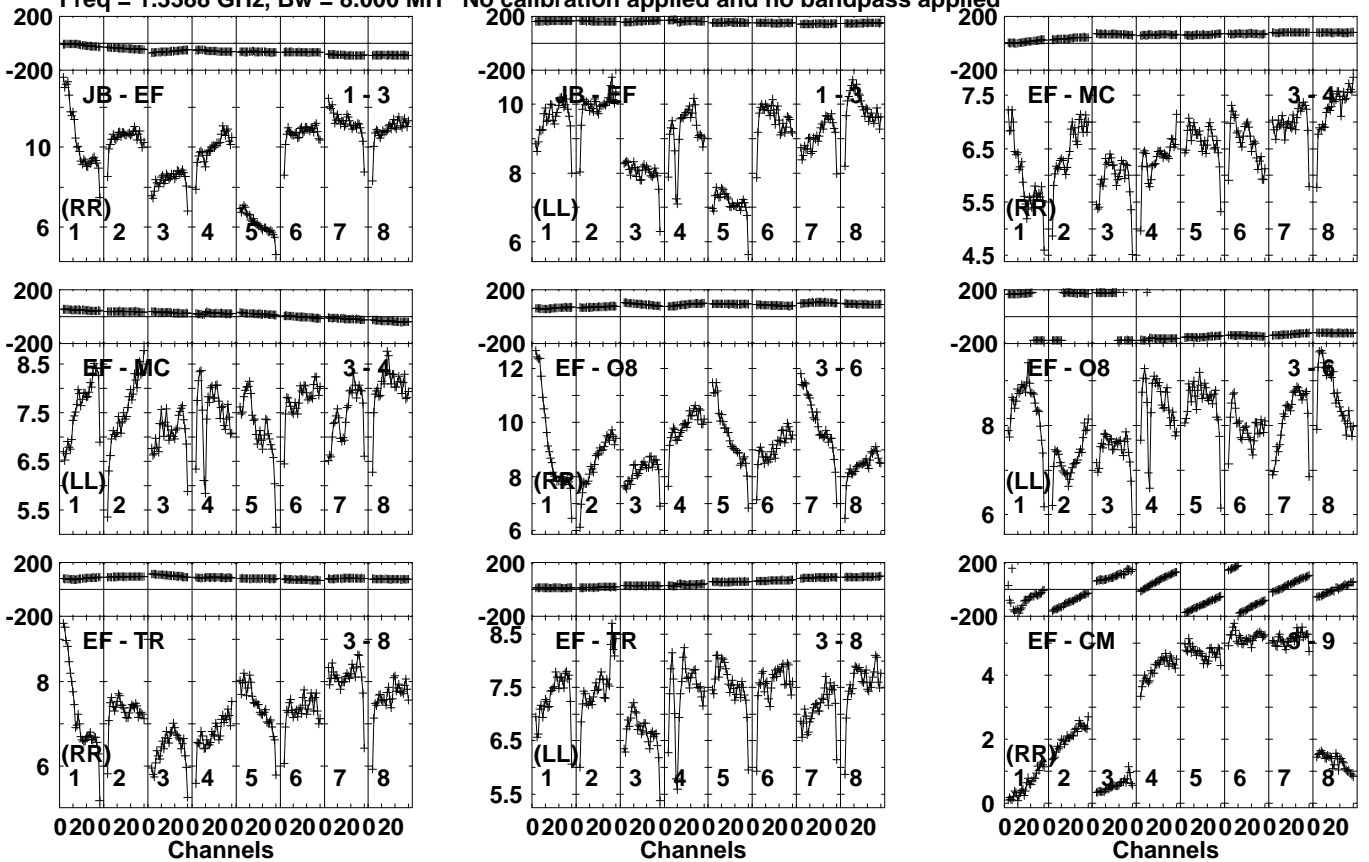 Freq = 1.3388 GHz, Bw = 8.000 MH No calibration applied and no bandpass applied
200 200 200
-200 -200 -200
JB - EF 1 - 3 JB - EF 1 - 3 EF - MC 3 - 4
10 10 7.5
8 6.5
6 6 5.5
4.5
(RR) (LL) (RR)
1 2 3 4 5 6 7 8 1 2 3 4 5 6 7 8 1 2 3 4 5 6 7 8
200 200 200
-200 -200 -200
EF - MC 3 - 4 EF - O8 3 - 6 EF - O8 3 - 6
8.5 12
7.5 10 8
6.5 8
5.5 6 6
(LL) (RR) (LL)
1 2 3 4 5 6 7 8 1 2 3 4 5 6 7 8 1 2 3 4 5 6 7 8
200 200 200
-200 -200 -200
EF - TR 3 - 8 EF - TR 3 - 8 EF - CM 3 - 9
8.5
8 7.5 4
6.5 2
6 5.5 0
(RR) (LL) (RR)
1 2 3 4 5 6 7 8 1 2 3 4 5 6 7 8 1 2 3 4 5 6 7 8
0 20 0 20 0 20 0 20 0 20 0 20 0 20 0 20 0 20 0 20 0 20 0 20 0 20 0 20 0 20 0 20 0 20 0 20 0 20 0 20 0 20 0 20 0 20 0 20
Channels Channels Channels